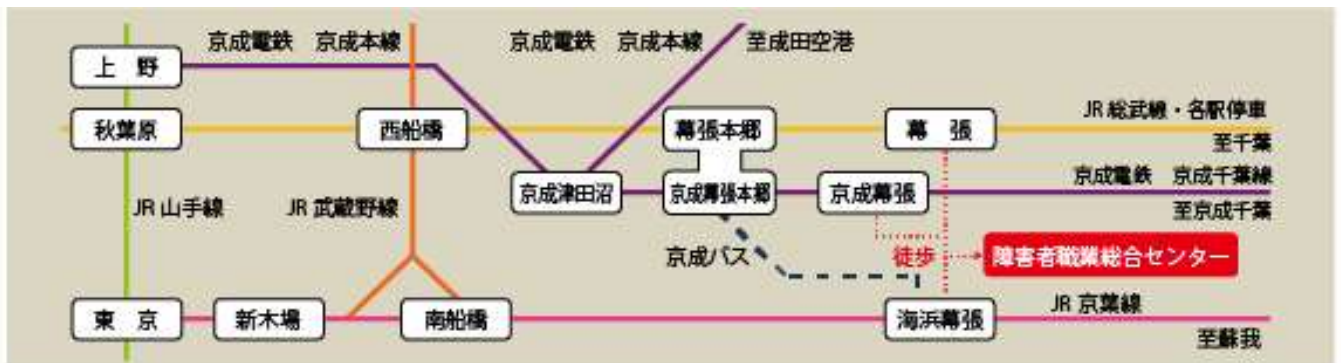 京成電鉄 京成本線
京成電鉄 京成本線
至成田空港
上 野
JR 総武線・各駅停車
秋葉原
西船橋
幕張本郷
幕 張
至千葉
京成電鉄 京成千葉線
京成津田沼
京成幕張本郷
京成幕張
至京成千葉
JR 山手線
JR 武蔵野線
京成バス
徒歩
障害者職業総合センター
JR 京葉線
東 京
新木場
南船橋
海浜幕張
至蘇我